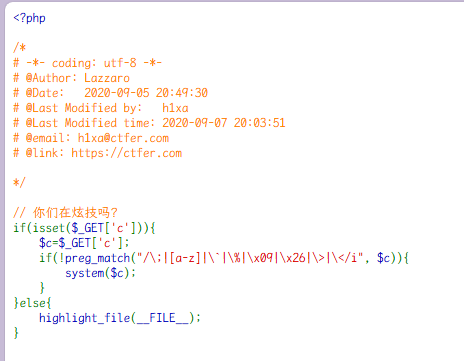 <?php

/*
# -*- coding: utf-8 -*-
# @Author: Lazzaro
# @Date:   2020-09-05 20:49:30
# @Last Modified by:   h1xa
# @Last Modified time: 2020-09-07 20:03:51
# @email: h1xa@ctfer.com
# @link: https://ctfer.com

*/

// 你们在炫技吗?
if(isset($_GET['c'])){
    $c=$_GET['c'];
    if(!preg_match("/\;|[a-z]|\`|\%|\x09|\x26|\>|\</i", $c)){
        system($c);
    }
}else{
    highlight_file(__FILE__);
}